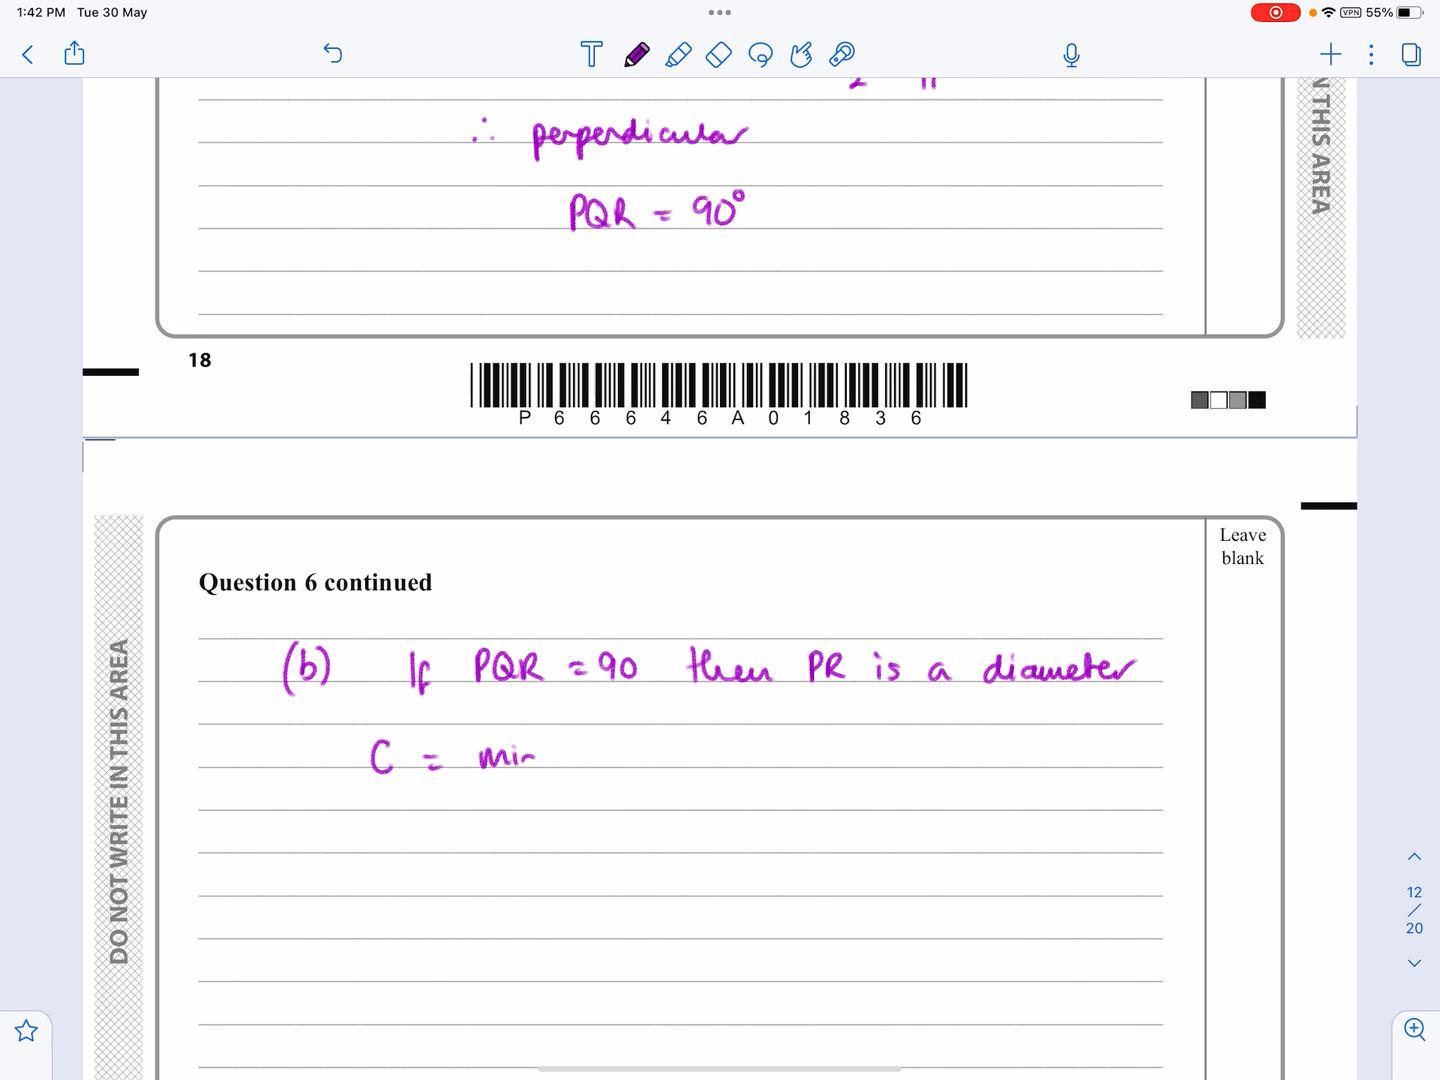 1:42 PM Tue 30 May
VPN 55%
∴ perpendicular
PQR = 90°
N THIS AREA
18
P 6 6 6 4 6 A 0 1 8 3 6
Leave
blank
Question 6 continued
(b) If PQR = 90 then PR is a diameter
C = mi
DO NOT WRITE IN THIS AREA
12
/
20